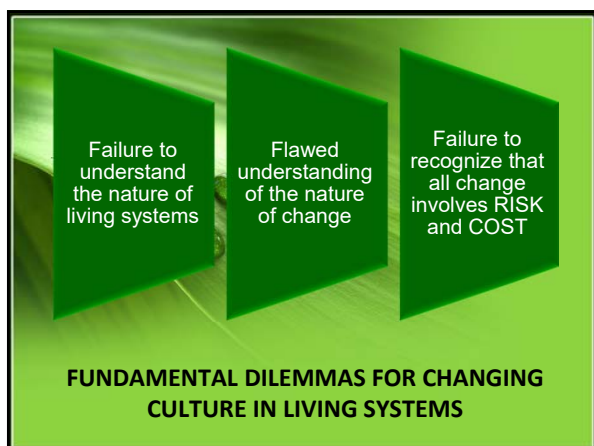 Failure to
understand
the nature of
living systems
Flawed
understanding
of the nature
of change
Failure to
recognize that
all change
involves RISK
and COST
FUNDAMENTAL DILEMMAS FOR CHANGING
CULTURE IN LIVING SYSTEMS